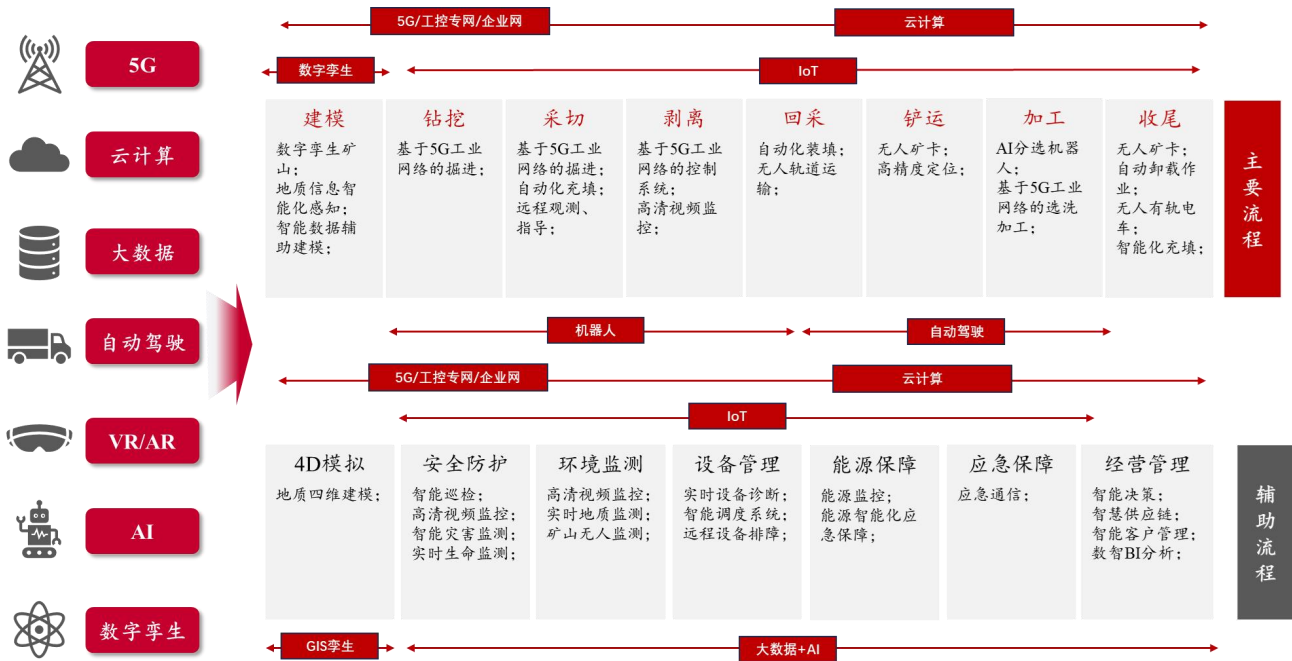 5G
云计算
大数据
自动驾驶
VR/AR
AI
数字孪生
5G/工控专网/企业网
云计算
数字孪生
IoT
建模
数字孪生矿
山;
地质信息智
能化感知;
智能数据辅
助建模;
钻挖
基于5G工业
网络的掘进;
采切
基于5G工业
网络的掘进;
自动化充填;
远程观测、
指导;
剥离
基于5G工业
网络的控制
系统;
高清视频监
控;
回采
自动化装填;
无人轨道运
输;
铲运
无人矿卡;
高精度定位;
加工
AI分选机器
人;
基于5G工业
网络的选洗
加工;
收尾
无人矿卡;
自动卸载作
业;
无人有轨电
车;
智能化充填;
主要流程
机器人
自动驾驶
5G/工控专网/企业网
云计算
IoT
4D模拟
地质四维建模;
安全防护
智能巡检;
高清视频监控;
智能灾害监测;
实时生命监测;
环境监测
高清视频监控;
实时地质监测;
矿山无人监测;
设备管理
实时设备诊断;
智能调度系统;
远程设备排障;
能源保障
能源监控;
能源智能化应
急保障;
应急保障
应急通信;
经营管理
智能决策;
智慧供应链;
智能客户管理;
数智BI分析;
辅助流程
GIS孪生
大数据+AI